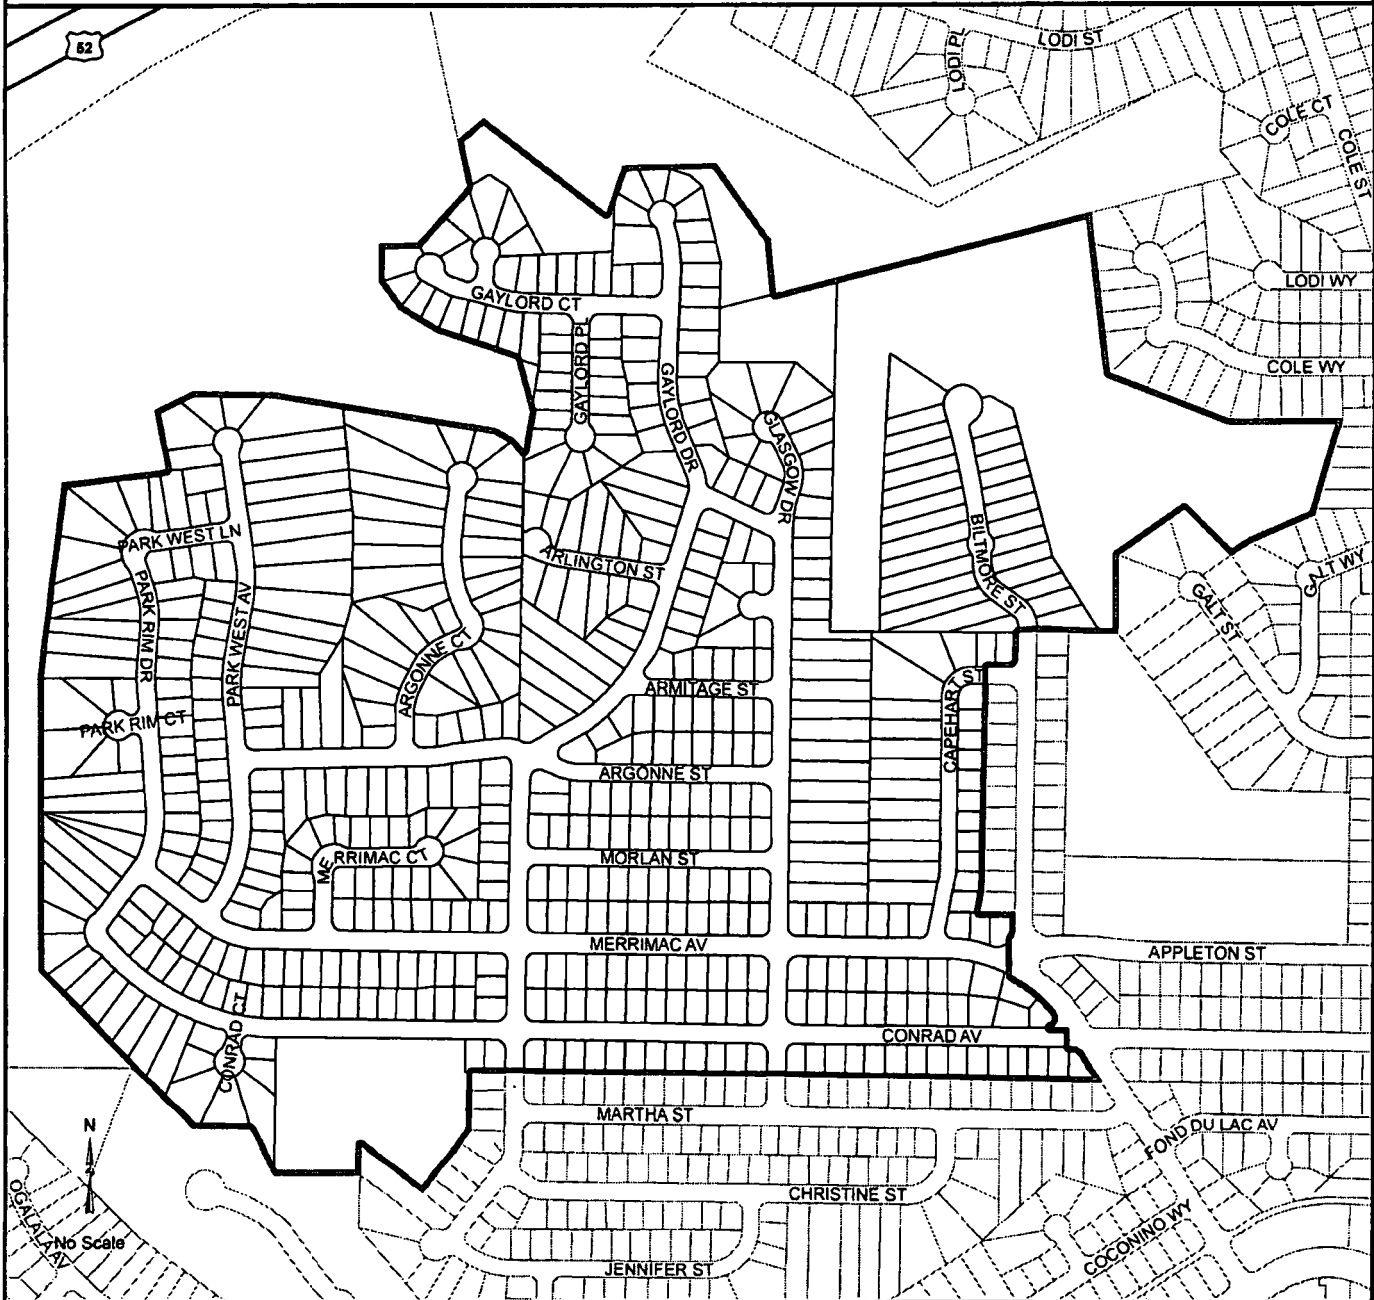 52
LODI PL
LODI ST
COLE CT
COLE ST
LODI WY
COLE WY
GAYLORD CT
GAYLORD PL
GAYLORD DR
GLASGOW DR
PARK WEST LN
ARLINGTON ST
BILTMORE ST
GALT WY
GALT ST
PARK RIM DR
PARK WEST AV
ARGONNE CT
ARMITAGE ST
CAPEHART ST
PARK RIM CT
ARGONNE ST
MERRIMAC CT
MORLAN ST
MERRIMAC AV
APPLETON ST
CONRAD CT
CONRAD AV
MARTHA ST
FOND DU LAC AV
N
CHRISTINE ST
OGALALA AV
No Scale
COCONINO WY
JENNIFER ST